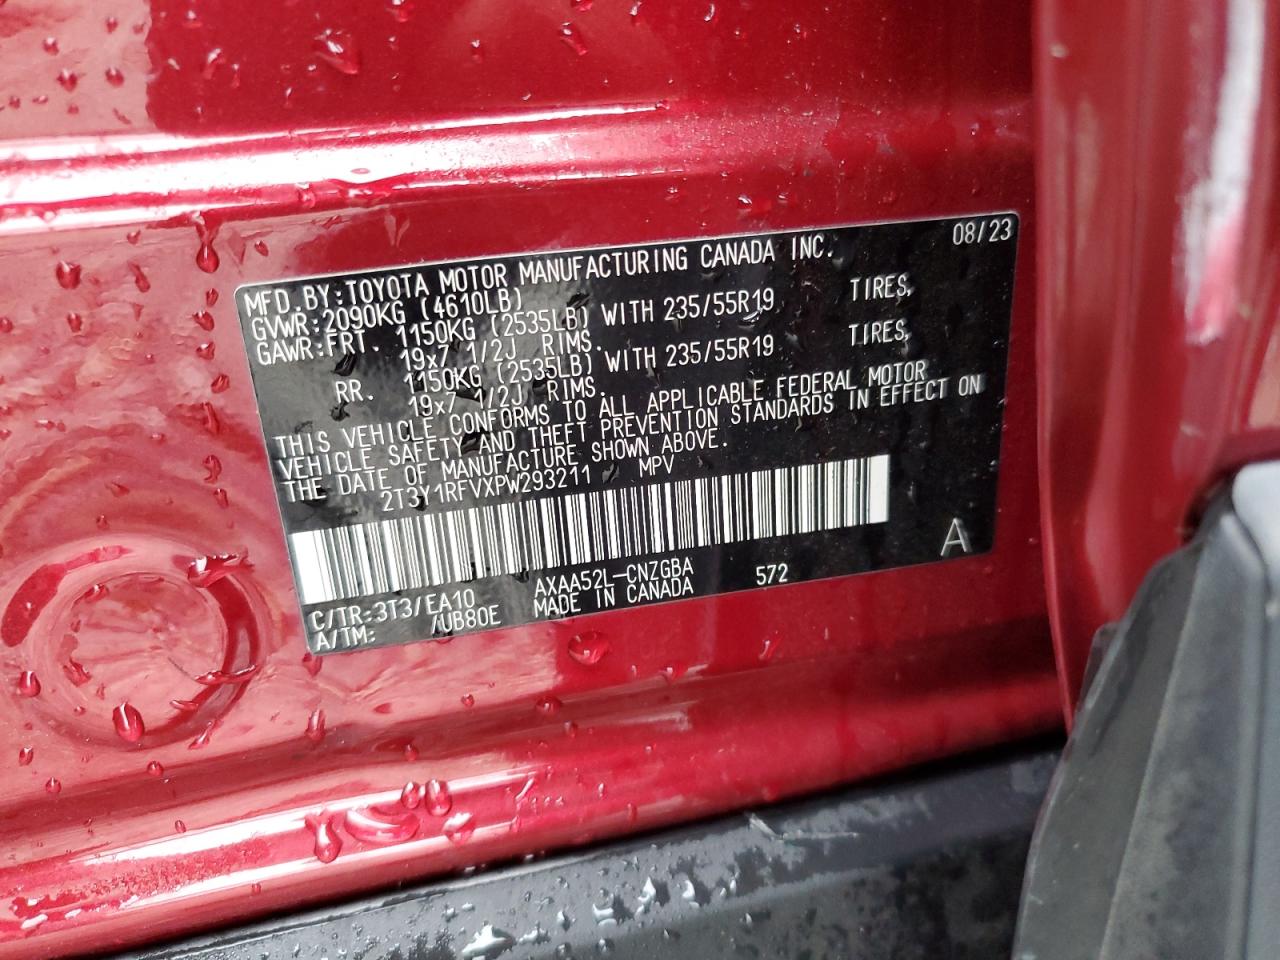 MFD. BY: TOYOTA MOTOR MANUFACTURING CANADA INC. 08/23
GVWR: 2090KG (4610LB)
GAWR: FRT. 1150KG (2535LB) WITH 235/55R19 TIRES,
19x7 1/2J RIMS.
RR. 1150KG (2535LB) WITH 235/55R19 TIRES,
19x7 1/2J RIMS.
THIS VEHICLE CONFORMS TO ALL APPLICABLE FEDERAL MOTOR
VEHICLE SAFETY AND THEFT PREVENTION STANDARDS IN EFFECT ON
THE DATE OF MANUFACTURE SHOWN ABOVE.
2T3Y1RFVXPW293211 MPV
A
C/TR: 3T3/EA10 AXAA52L-CNZGBA 572
A/TM: /UB80E MADE IN CANADA